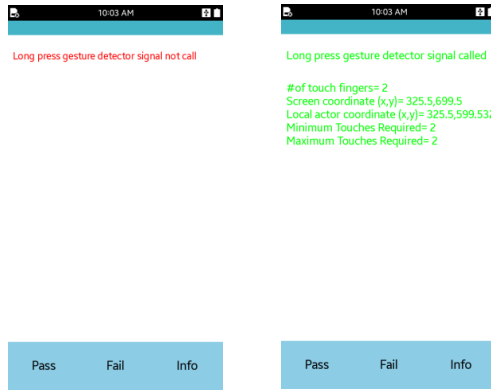 10:03 AM
Long press gesture detector signal not call
Pass Fail Info
10:03 AM
Long press gesture detector signal called
#of touch fingers= 2
Screen coordinate (x,y)= 325.5,699.5
Local actor coordinate (x,y)= 325.5,599.532
Minimum Touches Required= 2
Maximum Touches Required= 2
Pass Fail Info